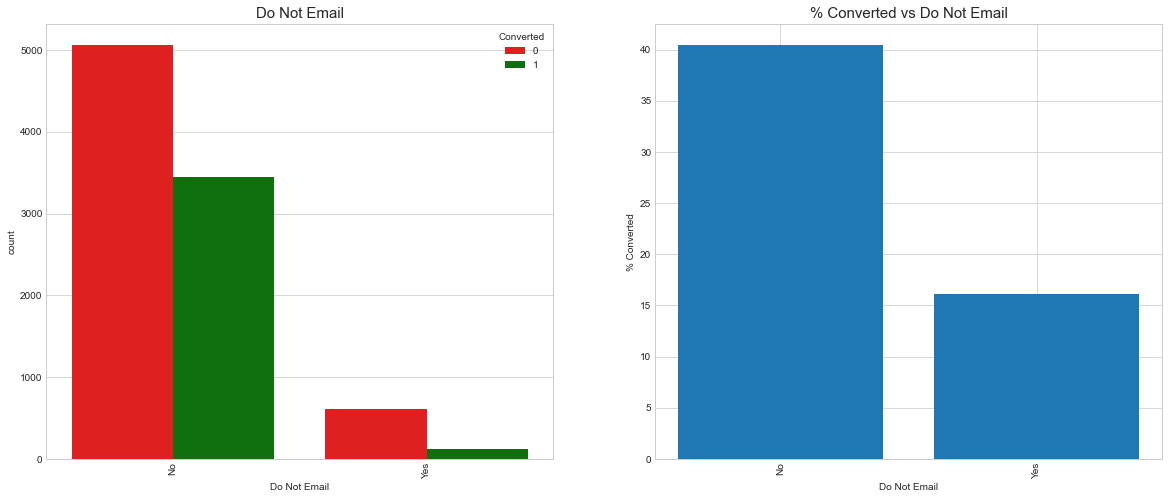 Do Not Email
Converted
0
1
5000
4000
3000
2000
1000
0
count
No
Yes
Do Not Email
% Converted vs Do Not Email
40
35
30
25
20
15
10
5
0
% Converted
No
Yes
Do Not Email